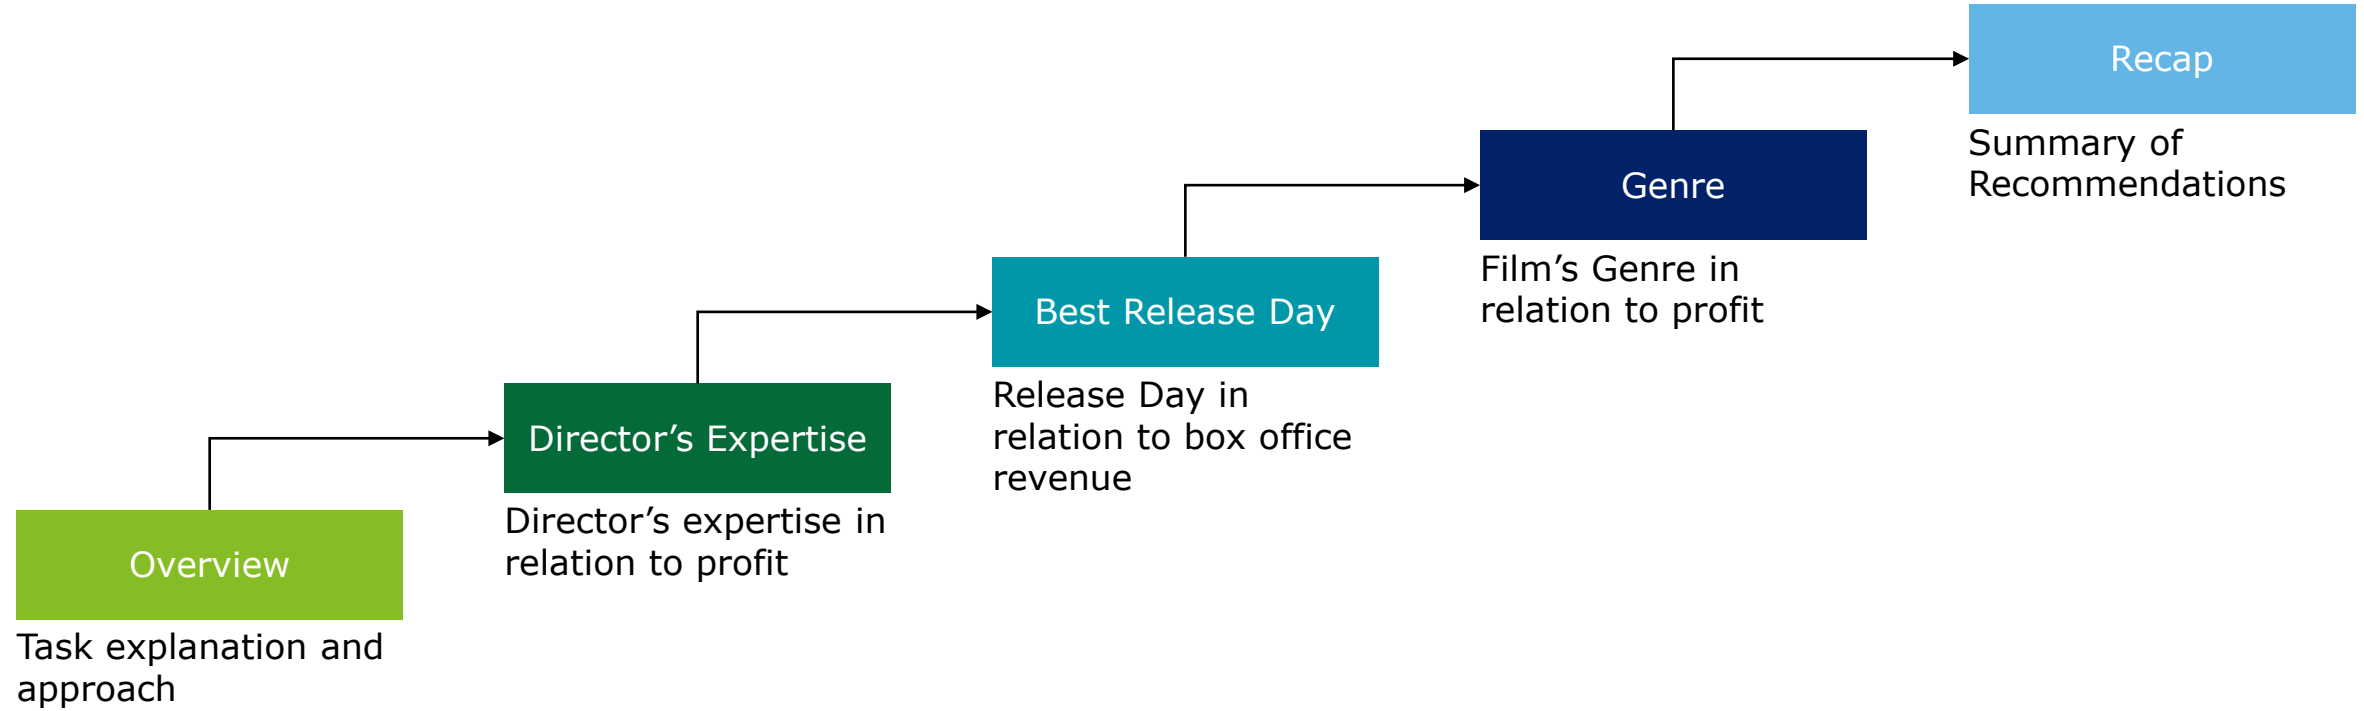 Overview
Task explanation and
approach
Director’s Expertise
Director’s expertise in
relation to profit
Best Release Day
Release Day in
relation to box office
revenue
Genre
Film’s Genre in
relation to profit
Recap
Summary of
Recommendations